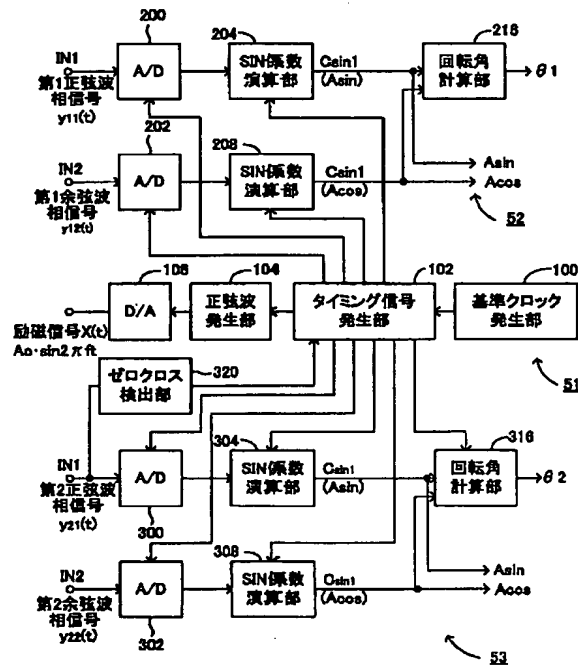 200
204
216
IN1
A/D
SIN係数
演算部
Csin1
(Asin)
回転角
計算部
θ1
第1正弦波
相信号
y11(t)
202
208
IN2
A/D
SIN係数
演算部
Csin1
(Acos)
Asin
Acos
第1余弦波
相信号
y12(t)
52
106
104
102
100
D/A
正弦波
発生部
タイミング信号
発生部
基準クロック
発生部
励磁信号X(t)
Ao·sin2πft
ゼロクロス
検出部
320
51
304
316
IN1
A/D
SIN係数
演算部
Csin1
(Asin)
回転角
計算部
θ2
第2正弦波
相信号
y21(t)
300
308
IN2
A/D
SIN係数
演算部
Csin1
(Acos)
Asin
Acos
第2余弦波
相信号
y22(t)
302
53